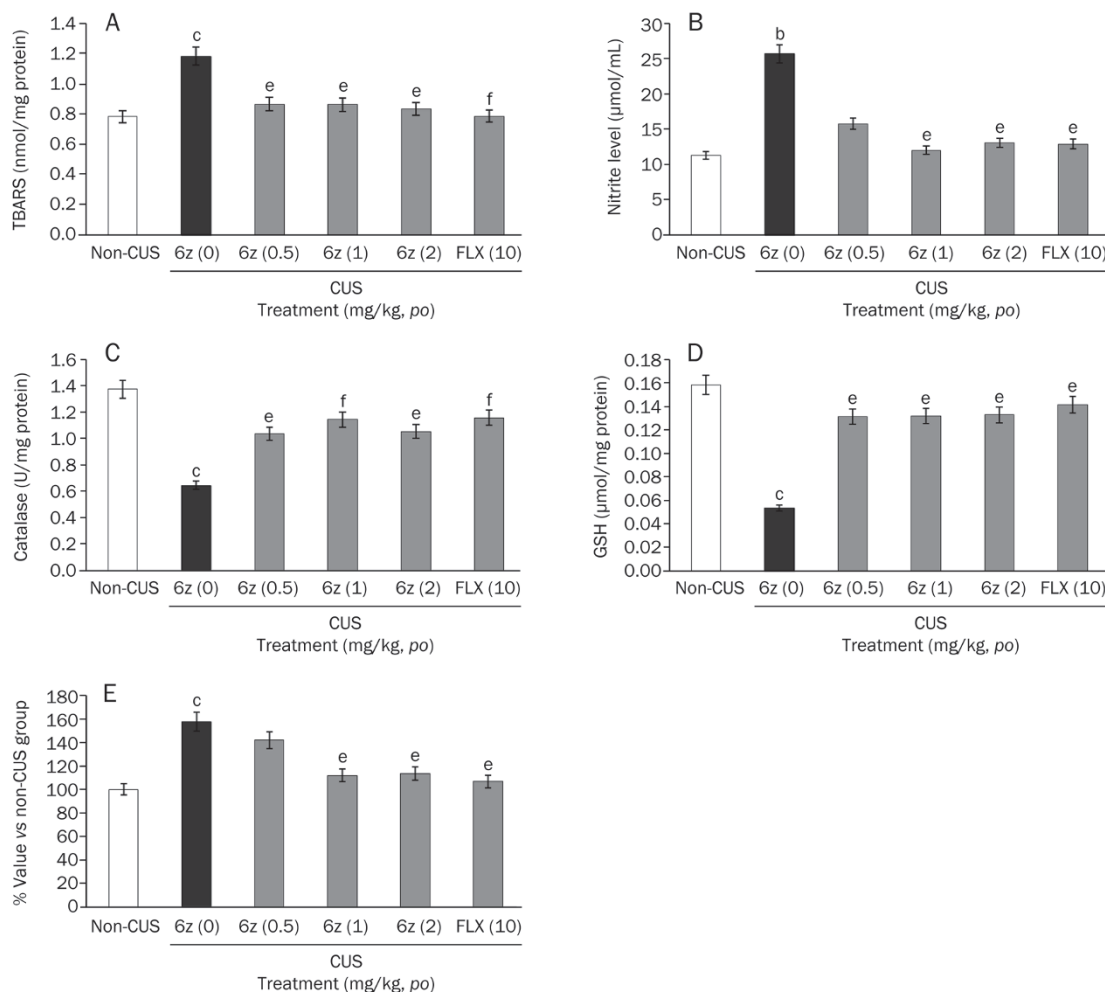 A
TBARS (nmol/mg protein)
1.4
1.2
1.0
0.8
0.6
0.4
0.2
0.0
c
e
e
e
f
Non-CUS 6z (0) 6z (0.5) 6z (1) 6z (2) FLX (10)
CUS
Treatment (mg/kg, po)
B
Nitrite level (μmol/mL)
30
25
20
15
10
5
0
b
e
e
e
Non-CUS 6z (0) 6z (0.5) 6z (1) 6z (2) FLX (10)
CUS
Treatment (mg/kg, po)
C
Catalase (U/mg protein)
1.6
1.4
1.2
1.0
0.8
0.6
0.4
0.2
0.0
c
e
f
e
f
Non-CUS 6z (0) 6z (0.5) 6z (1) 6z (2) FLX (10)
CUS
Treatment (mg/kg, po)
D
GSH (μmol/mg protein)
0.18
0.16
0.14
0.12
0.10
0.08
0.06
0.04
0.02
0.00
c
e
e
e
e
Non-CUS 6z (0) 6z (0.5) 6z (1) 6z (2) FLX (10)
CUS
Treatment (mg/kg, po)
E
% Value vs non-CUS group
180
160
140
120
100
80
60
40
20
0
c
e
e
e
Non-CUS 6z (0) 6z (0.5) 6z (1) 6z (2) FLX (10)
CUS
Treatment (mg/kg, po)